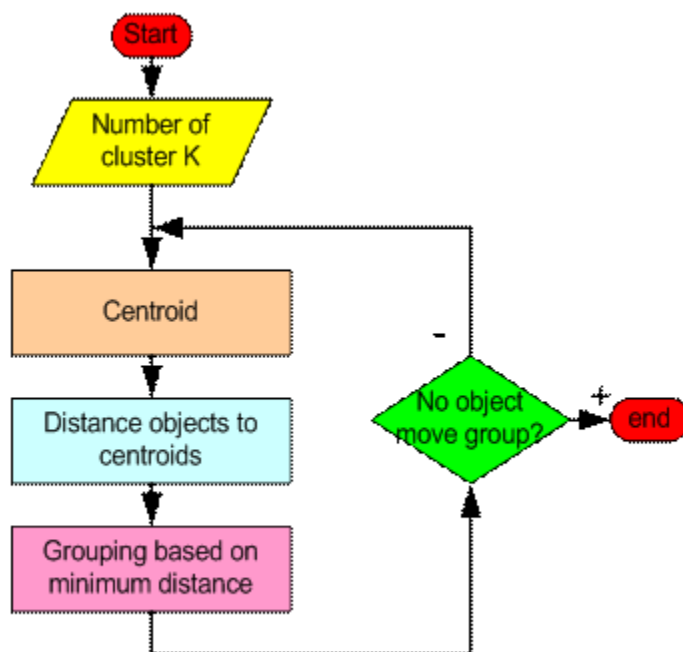 Start
Number of
cluster K
Centroid
Distance objects to
centroids
Grouping based on
minimum distance
-
No object
move group?
+
end